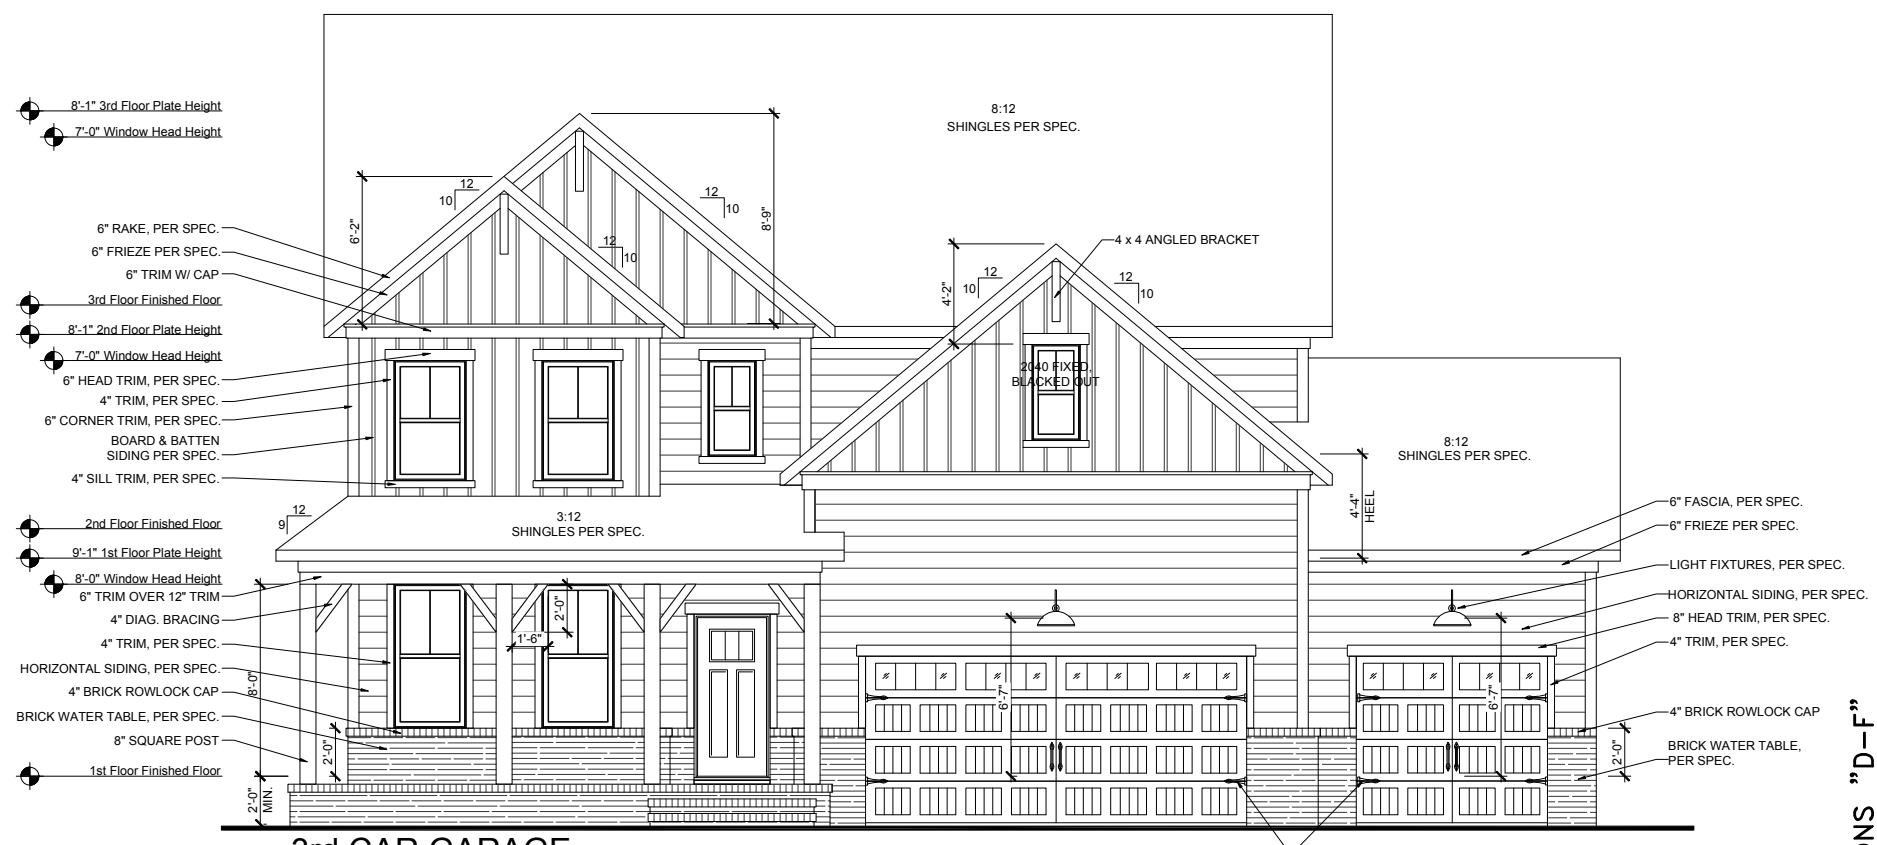 8:12
SHINGLES PER SPEC.
8'-1" 3rd Floor Plate Height
7'-0" Window Head Height
6" RAKE, PER SPEC.
6" FRIEZE PER SPEC.
6" TRIM W/ CAP
3rd Floor Finished Floor
8'-1" 2nd Floor Plate Height
7'-0" Window Head Height
6" HEAD TRIM, PER SPEC.
4" TRIM, PER SPEC.
6" CORNER TRIM, PER SPEC.
BOARD & BATTEN
SIDING PER SPEC.
4" SILL TRIM, PER SPEC.
2nd Floor Finished Floor
9'-1" 1st Floor Plate Height
8'-0" Window Head Height
6" TRIM OVER 12" TRIM
4" DIAG. BRACING
4" TRIM, PER SPEC.
HORIZONTAL SIDING, PER SPEC.
4" BRICK ROWLOCK CAP
BRICK WATER TABLE, PER SPEC.
8" SQUARE POST
1st Floor Finished Floor
6'-2"
12
10
12
10
12
10
8'-9"
4'-2"
12
10
12
10
4 x 4 ANGLED BRACKET
2040 FIXED,
BLACKED OUT
8:12
SHINGLES PER SPEC.
4'-4"
HEEL
12
9
3:12
SHINGLES PER SPEC.
8'-0"
2'-0"
2'-0"
MIN.
2'-0"
1'-6"
6'-7"
6'-7"
2'-0"
6" FASCIA, PER SPEC.
6" FRIEZE PER SPEC.
LIGHT FIXTURES, PER SPEC.
HORIZONTAL SIDING, PER SPEC.
8" HEAD TRIM, PER SPEC.
4" TRIM, PER SPEC.
4" BRICK ROWLOCK CAP
BRICK WATER TABLE,
PER SPEC.
3rd CAR GARAGE
ONS "D-F"